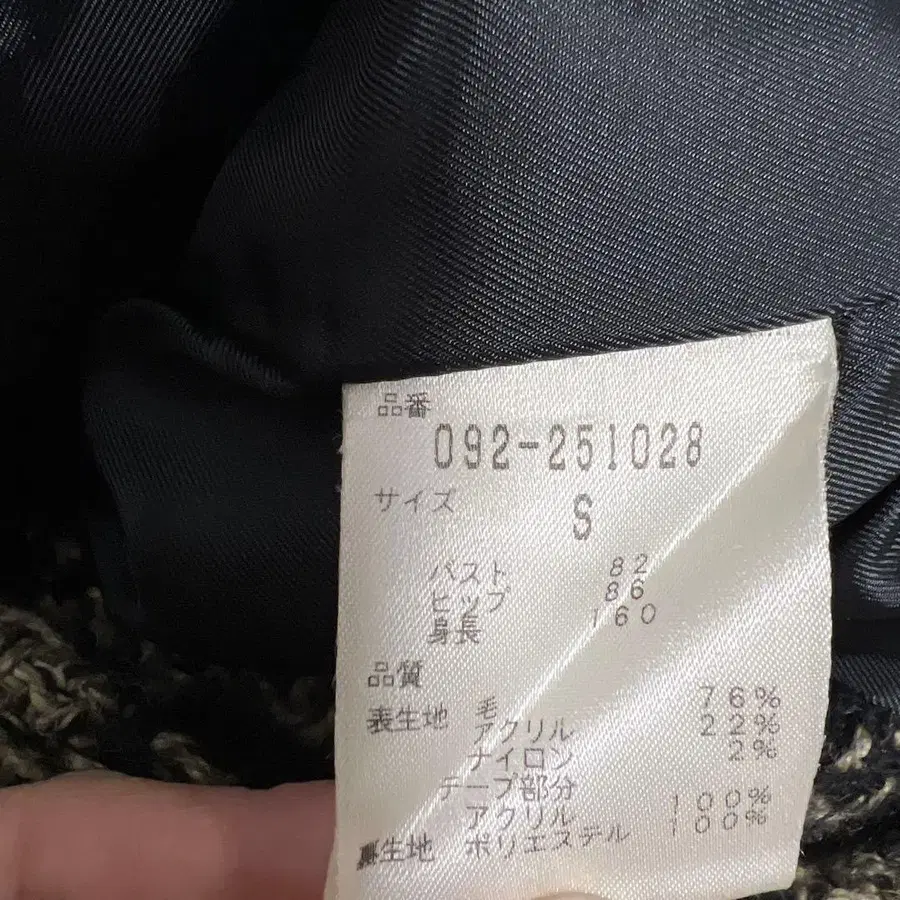 品番
092-251028
サイズ
S
バスト 82
ヒップ 86
身長 160
品質
表生地 毛 76%
アクリル 22%
ナイロン 2%
テープ部分
アクリル 100%
裏生地 ポリエステル 100%